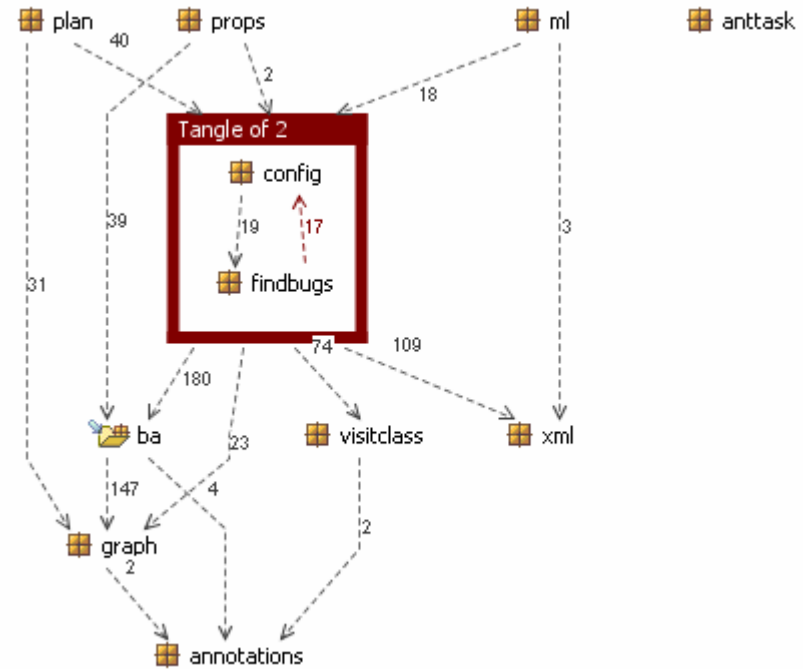 plan
props
ml
anttask
40
2
18
Tangle of 2
config
39
19
17
3
31
findbugs
74
109
180
ba
23
visitclass
xml
147
4
graph
2
2
annotations